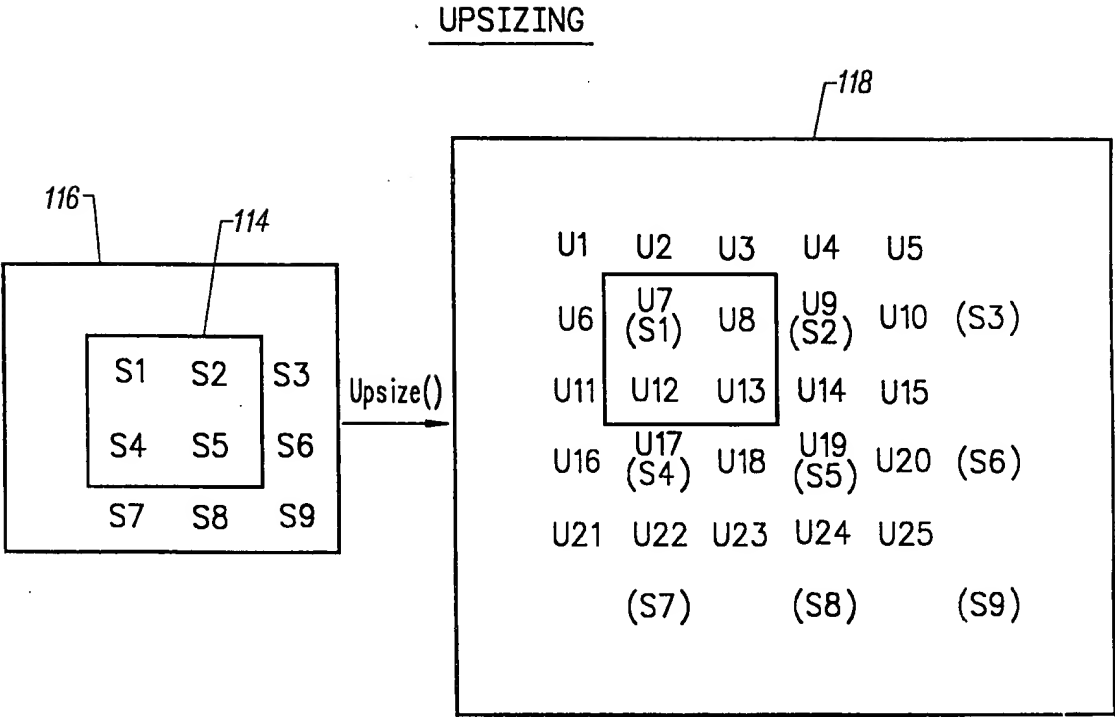 UPSIZING
118
116
114
S1 S2 S3
S4 S5 S6
S7 S8 S9
Upsize()
U1 U2 U3 U4 U5
U6 U7 U8 U9 U10 (S3)
(S1) (S2)
U11 U12 U13 U14 U15
U16 U17 U18 U19 U20 (S6)
(S4) (S5)
U21 U22 U23 U24 U25
(S7) (S8) (S9)